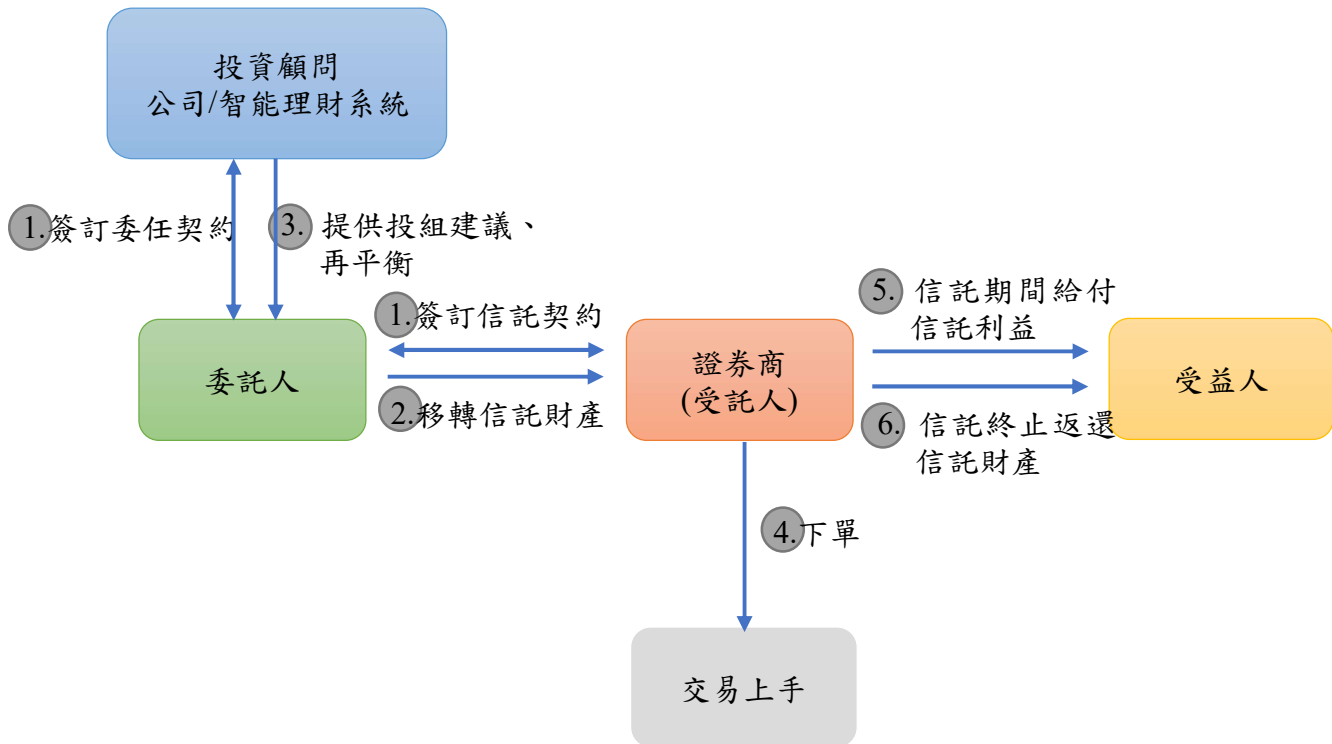 投資顧問
公司/智能理財系統
1.簽訂委任契約
3. 提供投組建議、
再平衡
委託人
1.簽訂信託契約
2.移轉信託財產
證券商
(受託人)
5. 信託期間給付
信託利益
6. 信託終止返還
信託財產
受益人
4.下單
交易上手